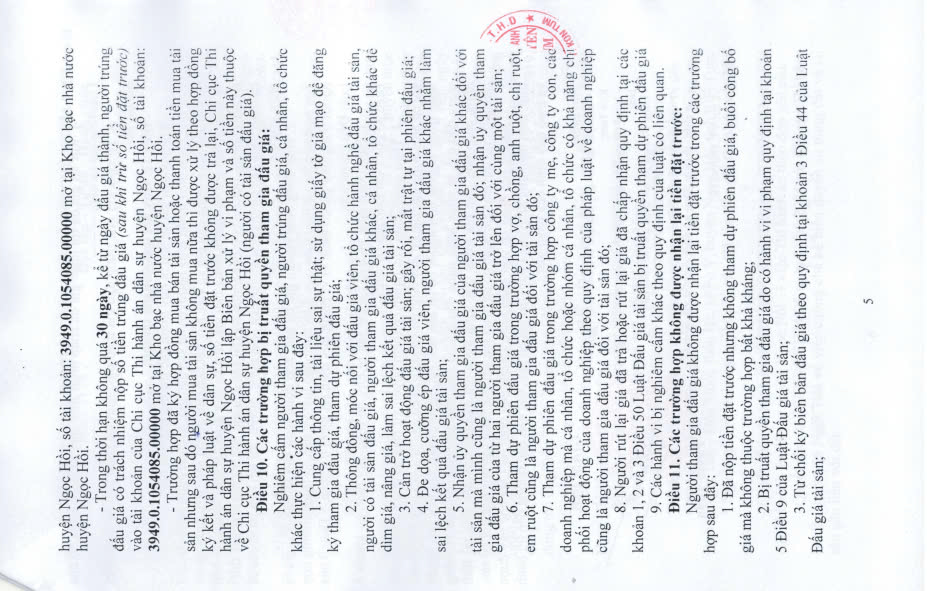 huyện Ngọc Hồi, số tài khoản: 3949.0.1054085.00000 mở tại Kho bạc nhà nước
huyện Ngọc Hồi.
- Trong thời hạn không quá 30 ngày, kể từ ngày đấu giá thành, người trúng
đấu giá có trách nhiệm nộp số tiền trúng đấu giá (sau khi trừ số tiền đặt trước)
vào tài khoản của Chi cục Thi hành án dân sự huyện Ngọc Hồi, số tài khoản:
3949.0.1054085.00000 mở tại Kho bạc nhà nước huyện Ngọc Hồi.
- Trường hợp đã ký hợp đồng mua bán tài sản hoặc thanh toán tiền mua tài
sản nhưng sau đó người mua tài sản không mua nữa thì được xử lý theo hợp đồng
ký kết và pháp luật về dân sự, số tiền đặt trước không được trả lại, Chi cục Thi
hành án dân sự huyện Ngọc Hồi lập Biên bản xử lý vi phạm và số tiền này thuộc
về Chi cục Thi hành án dân sự huyện Ngọc Hồi (người có tài sản đấu giá).
Điều 10. Các trường hợp bị truất quyền tham gia đấu giá:
Nghiêm cấm người tham gia đấu giá, người trúng đấu giá, cá nhân, tổ chức
khác thực hiện các hành vi sau đây:
1. Cung cấp thông tin, tài liệu sai sự thật; sử dụng giấy tờ giả mạo để đăng
ký tham gia đấu giá, tham dự phiên đấu giá;
2. Thông đồng, móc nối với đấu giá viên, tổ chức hành nghề đấu giá tài sản,
người có tài sản đấu giá, người tham gia đấu giá khác, cá nhân, tổ chức khác để
dìm giá, nâng giá, làm sai lệch kết quả đấu giá tài sản;
3. Cản trở hoạt động đấu giá tài sản; gây rối, mất trật tự tại phiên đấu giá;
4. Đe dọa, cưỡng ép đấu giá viên, người tham gia đấu giá khác nhằm làm
sai lệch kết quả đấu giá tài sản;
5. Nhận ủy quyền tham gia đấu giá của người tham gia đấu giá khác đối với
tài sản mà mình cũng là người tham gia đấu giá tài sản đó; nhận ủy quyền tham
gia đấu giá của từ hai người tham gia đấu giá trở lên đối với cùng một tài sản;
6. Tham dự phiên đấu giá trong trường hợp vợ, chồng, anh ruột, chị ruột,
em ruột cũng là người tham gia đấu giá đối với tài sản đó;
7. Tham dự phiên đấu giá trong trường hợp công ty mẹ, công ty con, các
doanh nghiệp mà cá nhân, tổ chức hoặc nhóm cá nhân, tổ chức có khả năng chi
phối hoạt động của doanh nghiệp theo quy định của pháp luật về doanh nghiệp
cũng là người tham gia đấu giá đối với tài sản đó;
8. Người rút lại giá đã trả hoặc rút lại giá đã chấp nhận quy định tại các
khoản 1, 2 và 3 Điều 50 Luật Đấu giá tài sản bị truất quyền tham dự phiên đấu giá
9. Các hành vi bị nghiêm cấm khác theo quy định của luật có liên quan.
Điều 11. Các trường hợp không được nhận lại tiền đặt trước:
Người tham gia đấu giá không được nhận lại tiền đặt trước trong các trường
hợp sau đây:
1. Đã nộp tiền đặt trước nhưng không tham dự phiên đấu giá, buổi công bố
giá mà không thuộc trường hợp bất khả kháng;
2. Bị truất quyền tham gia đấu giá do có hành vi vi phạm quy định tại khoản
5 Điều 9 của Luật Đấu giá tài sản;
3. Từ chối ký biên bản đấu giá theo quy định tại khoản 3 Điều 44 của Luật
Đấu giá tài sản;
5
T.H.D
KON TUM